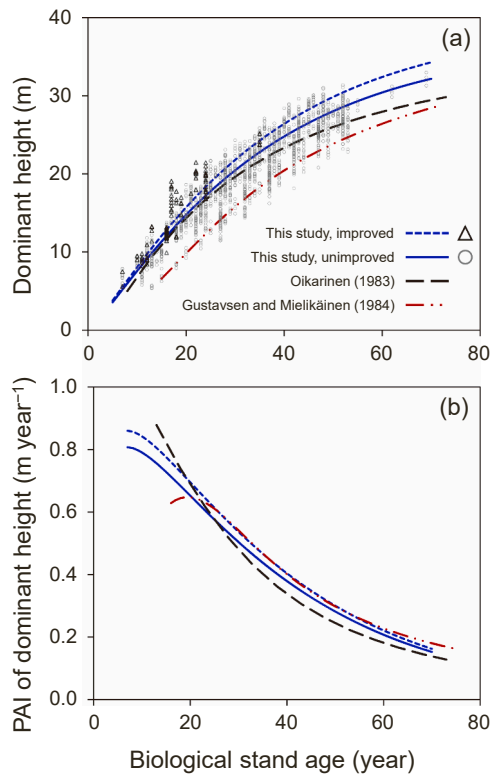 40
(a)
30
Dominant height (m)
20
This study, improved
10
This study, unimproved
Oikarinen (1983)
Gustavsen and Mielikäinen (1984)
0
0 20 40 60 80
1.0
(b)
PAI of dominant height (m year⁻¹)
0.8
0.6
0.4
0.2
0.0
0 20 40 60 80
Biological stand age (year)